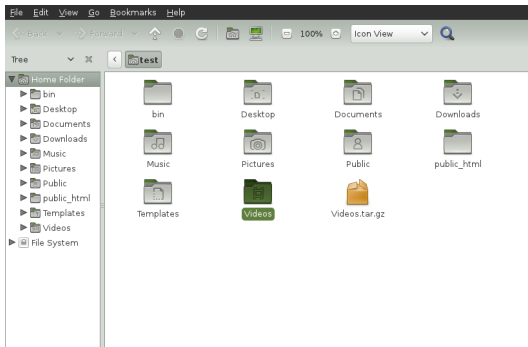 File Edit View Go Bookmarks Help
Back Forward 100% Icon View
Tree test
Home Folder
bin
Desktop
Documents
Downloads
Music
Pictures
Public
public_html
Templates
Videos
File System
bin Desktop Documents Downloads
Music Pictures Public public_html
Templates Videos Videos.tar.gz